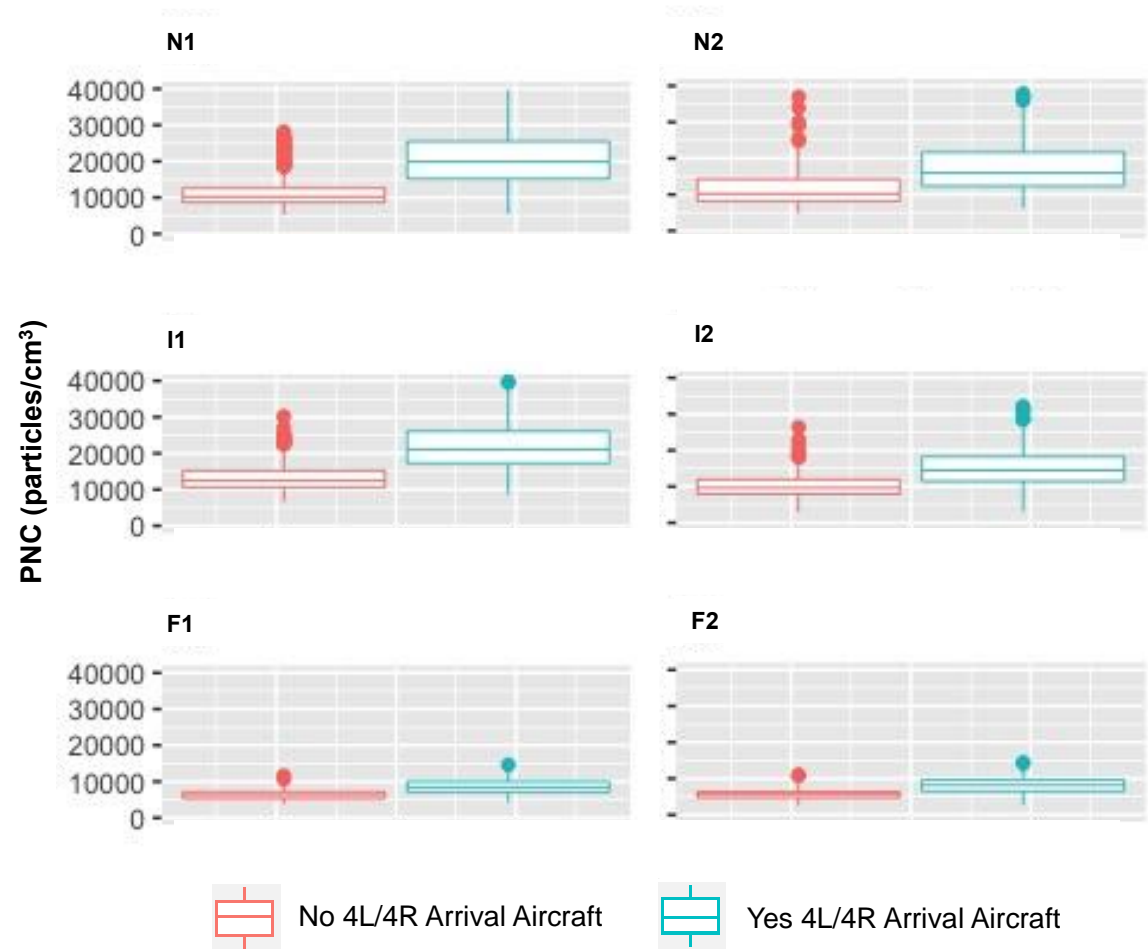 N1
N2
40000
30000
20000
10000
0
PNC (particles/cm³)
I1
I2
40000
30000
20000
10000
0
F1
F2
40000
30000
20000
10000
0
No 4L/4R Arrival Aircraft
Yes 4L/4R Arrival Aircraft